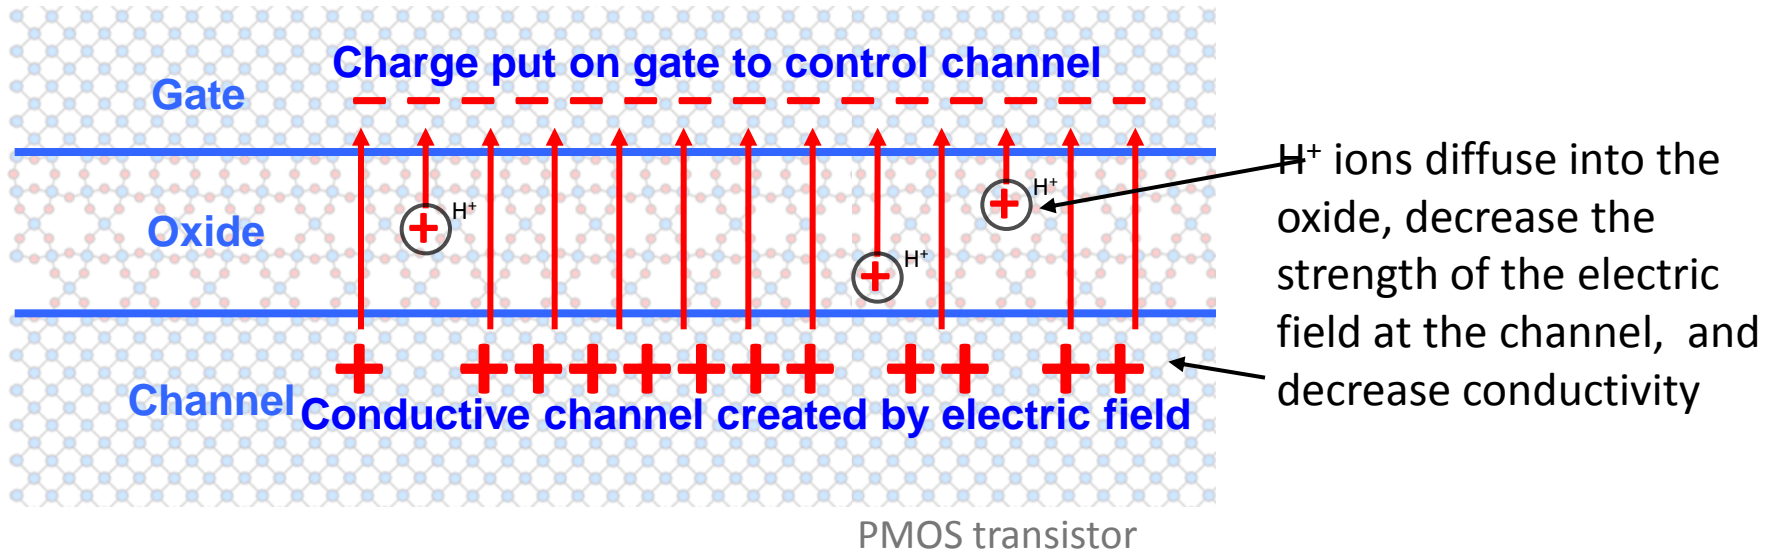 Charge put on gate to control channel
Gate
H⁺
H⁺
H⁺
Oxide
Channel
Conductive channel created by electric field
H⁺ ions diffuse into the
oxide, decrease the
strength of the electric
field at the channel, and
decrease conductivity
PMOS transistor